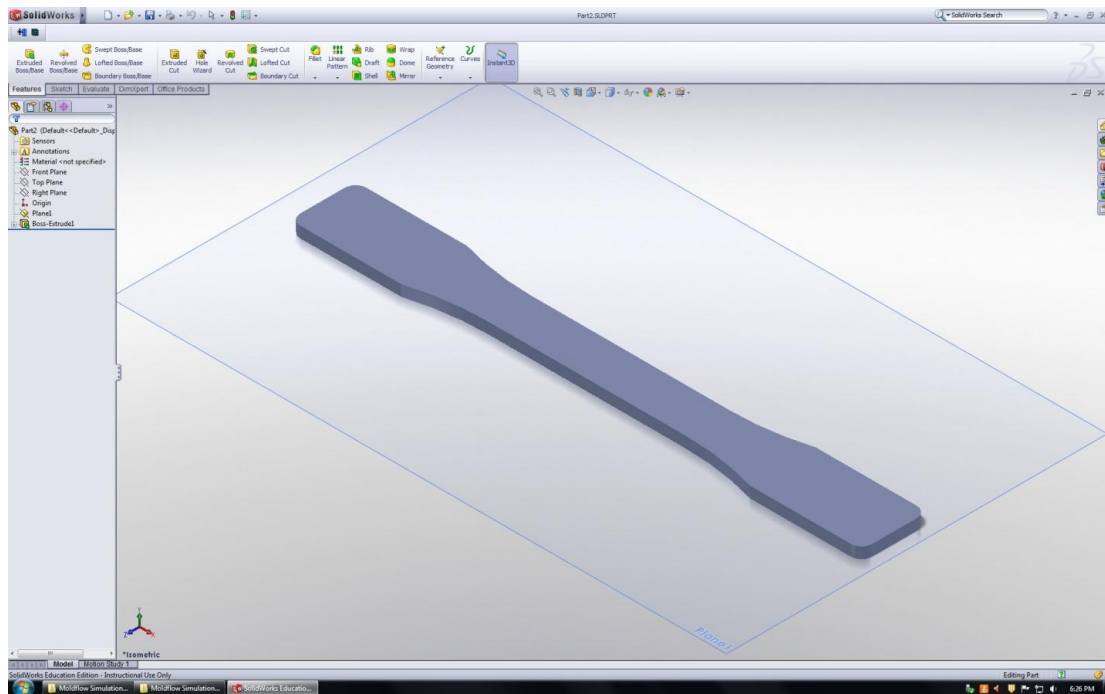 SolidWorks
Part2.SLDPRT
SolidWorks Search
Extruded Boss/Base
Revolved Boss/Base
Swept Boss/Base
Lofted Boss/Base
Boundary Boss/Base
Extruded Cut
Hole Wizard
Revolved Cut
Swept Cut
Lofted Cut
Boundary Cut
Fillet
Linear Pattern
Rib
Draft
Shell
Wrap
Dome
Mirror
Reference Geometry
Curves
Instant3D
Features Sketch Evaluate DimXpert Office Products
Part2 (Default<<Default>_Disp
Sensors
Annotations
Material <not specified>
Front Plane
Top Plane
Right Plane
Origin
Plane1
Boss-Extrude1
Plane1
Y
Z
X
*Isometric
Model Motion Study 1
SolidWorks Education Edition - Instructional Use Only
Editing Part
Moldflow Simulation... Moldflow Simulation... SolidWorks Educatio...
6:26 PM